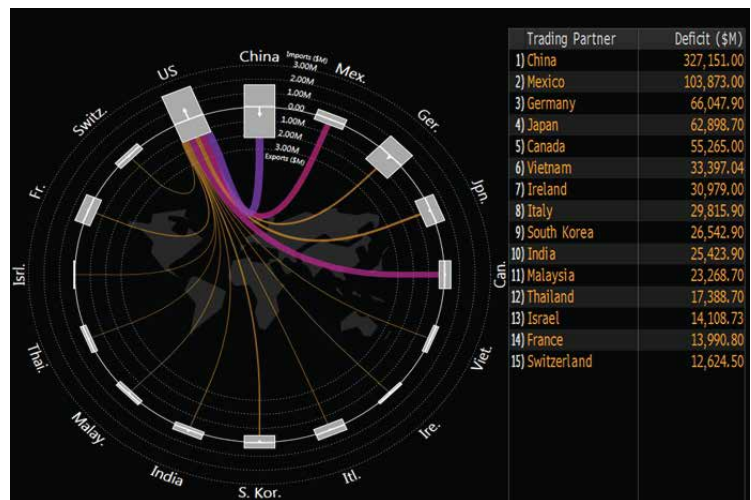 US
China
Mex.
Ger.
Jpn.
Can.
Viet.
Ire.
Itl.
S. Kor.
India
Malay.
Thai.
Isrl.
Fr.
Switz.
Imports ($M)
3.00M
2.00M
1.00M
0.00
1.00M
2.00M
3.00M
Exports ($M)
Trading Partner Deficit ($M)
1) China 327,151.00
2) Mexico 103,873.00
3) Germany 66,047.90
4) Japan 62,898.70
5) Canada 55,265.00
6) Vietnam 33,397.04
7) Ireland 30,979.00
8) Italy 29,815.90
9) South Korea 26,542.90
10) India 25,423.90
11) Malaysia 23,268.70
12) Thailand 17,388.70
13) Israel 14,108.73
14) France 13,990.80
15) Switzerland 12,624.50